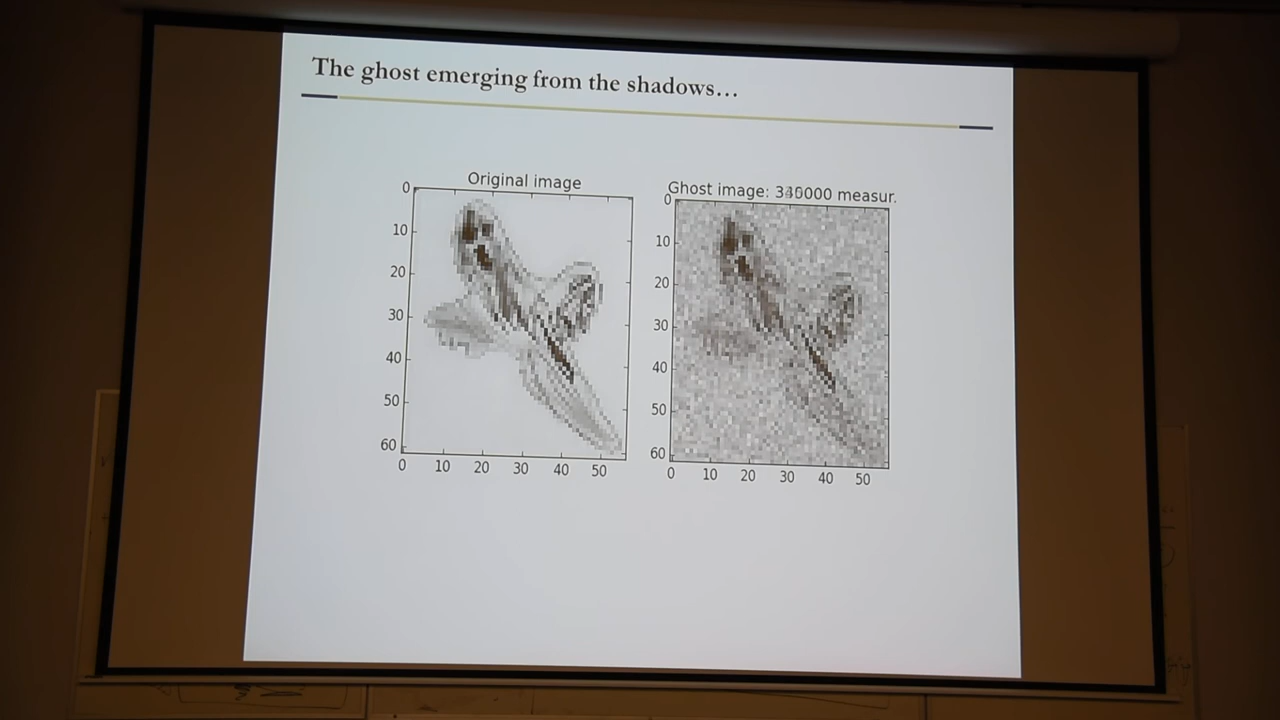 The ghost emerging from the shadows...
Original image
0
10
20
30
40
50
60
0 10 20 30 40 50
Ghost image: measur.
0
10
20
30
40
50
60
0 10 20 30 40 50